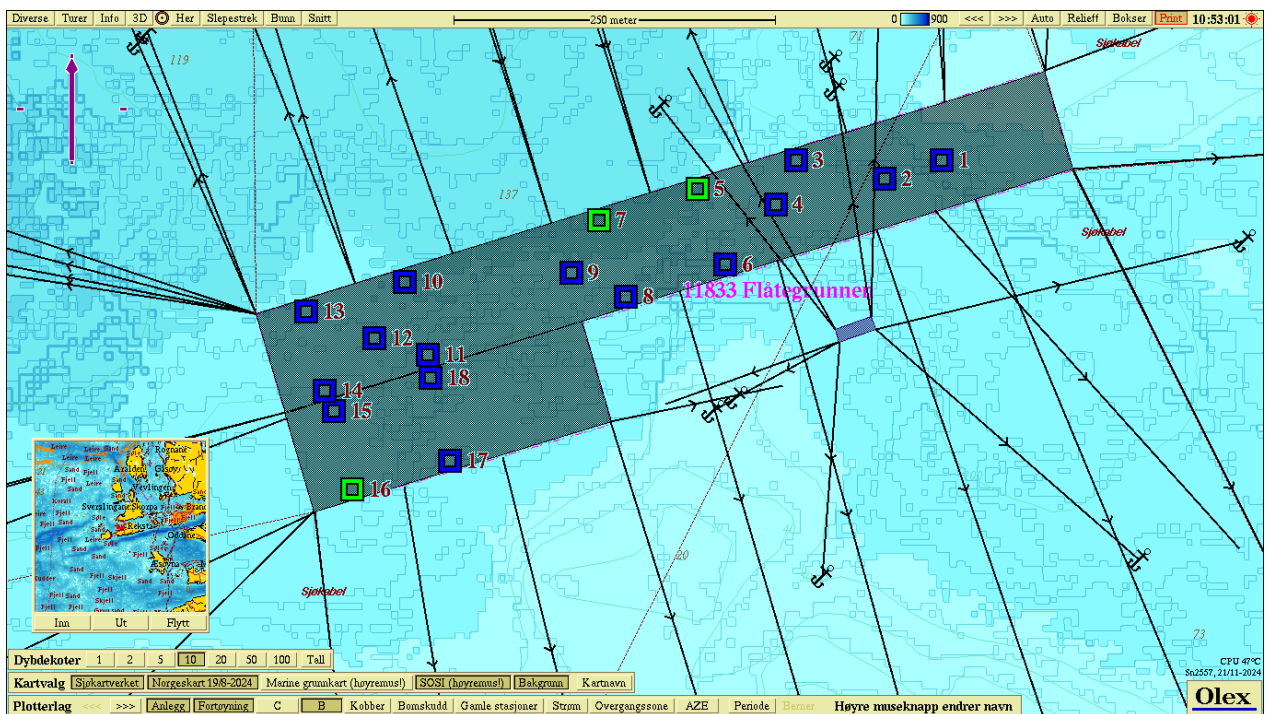 Diverse Turer Info 3D Her Slepestrek Bunn Snitt 250 meter 0 900 <<< >>> Auto Relieff Bokser Print 10:53:01
Sjøkabel
71
119
3 1
2
137
5 4
7
Sjøkabel
9 6
10
11833 Flåtegrunner
8
13
12
11
18
14
15
17
16
20
Sjøkabel
73
Inn Ut Flytt
Dybdekoter 1 2 5 10 20 50 100 Tall
CPU 47°C
Sn2557, 21/11-2024
Kartvalg Sjøkartverket Norgeskart 19/8-2024 Marine grunnkart (høyremus!) SOSI (høyremus!) Bakgrunn Kartnavn
Olex
Plotterlag <<< >>> Anlegg Fortøyning C B Kobber Bomskudd Gamle stasjoner Strøm Overgangssone AZE Periode Berner Høyre museknapp endrer navn